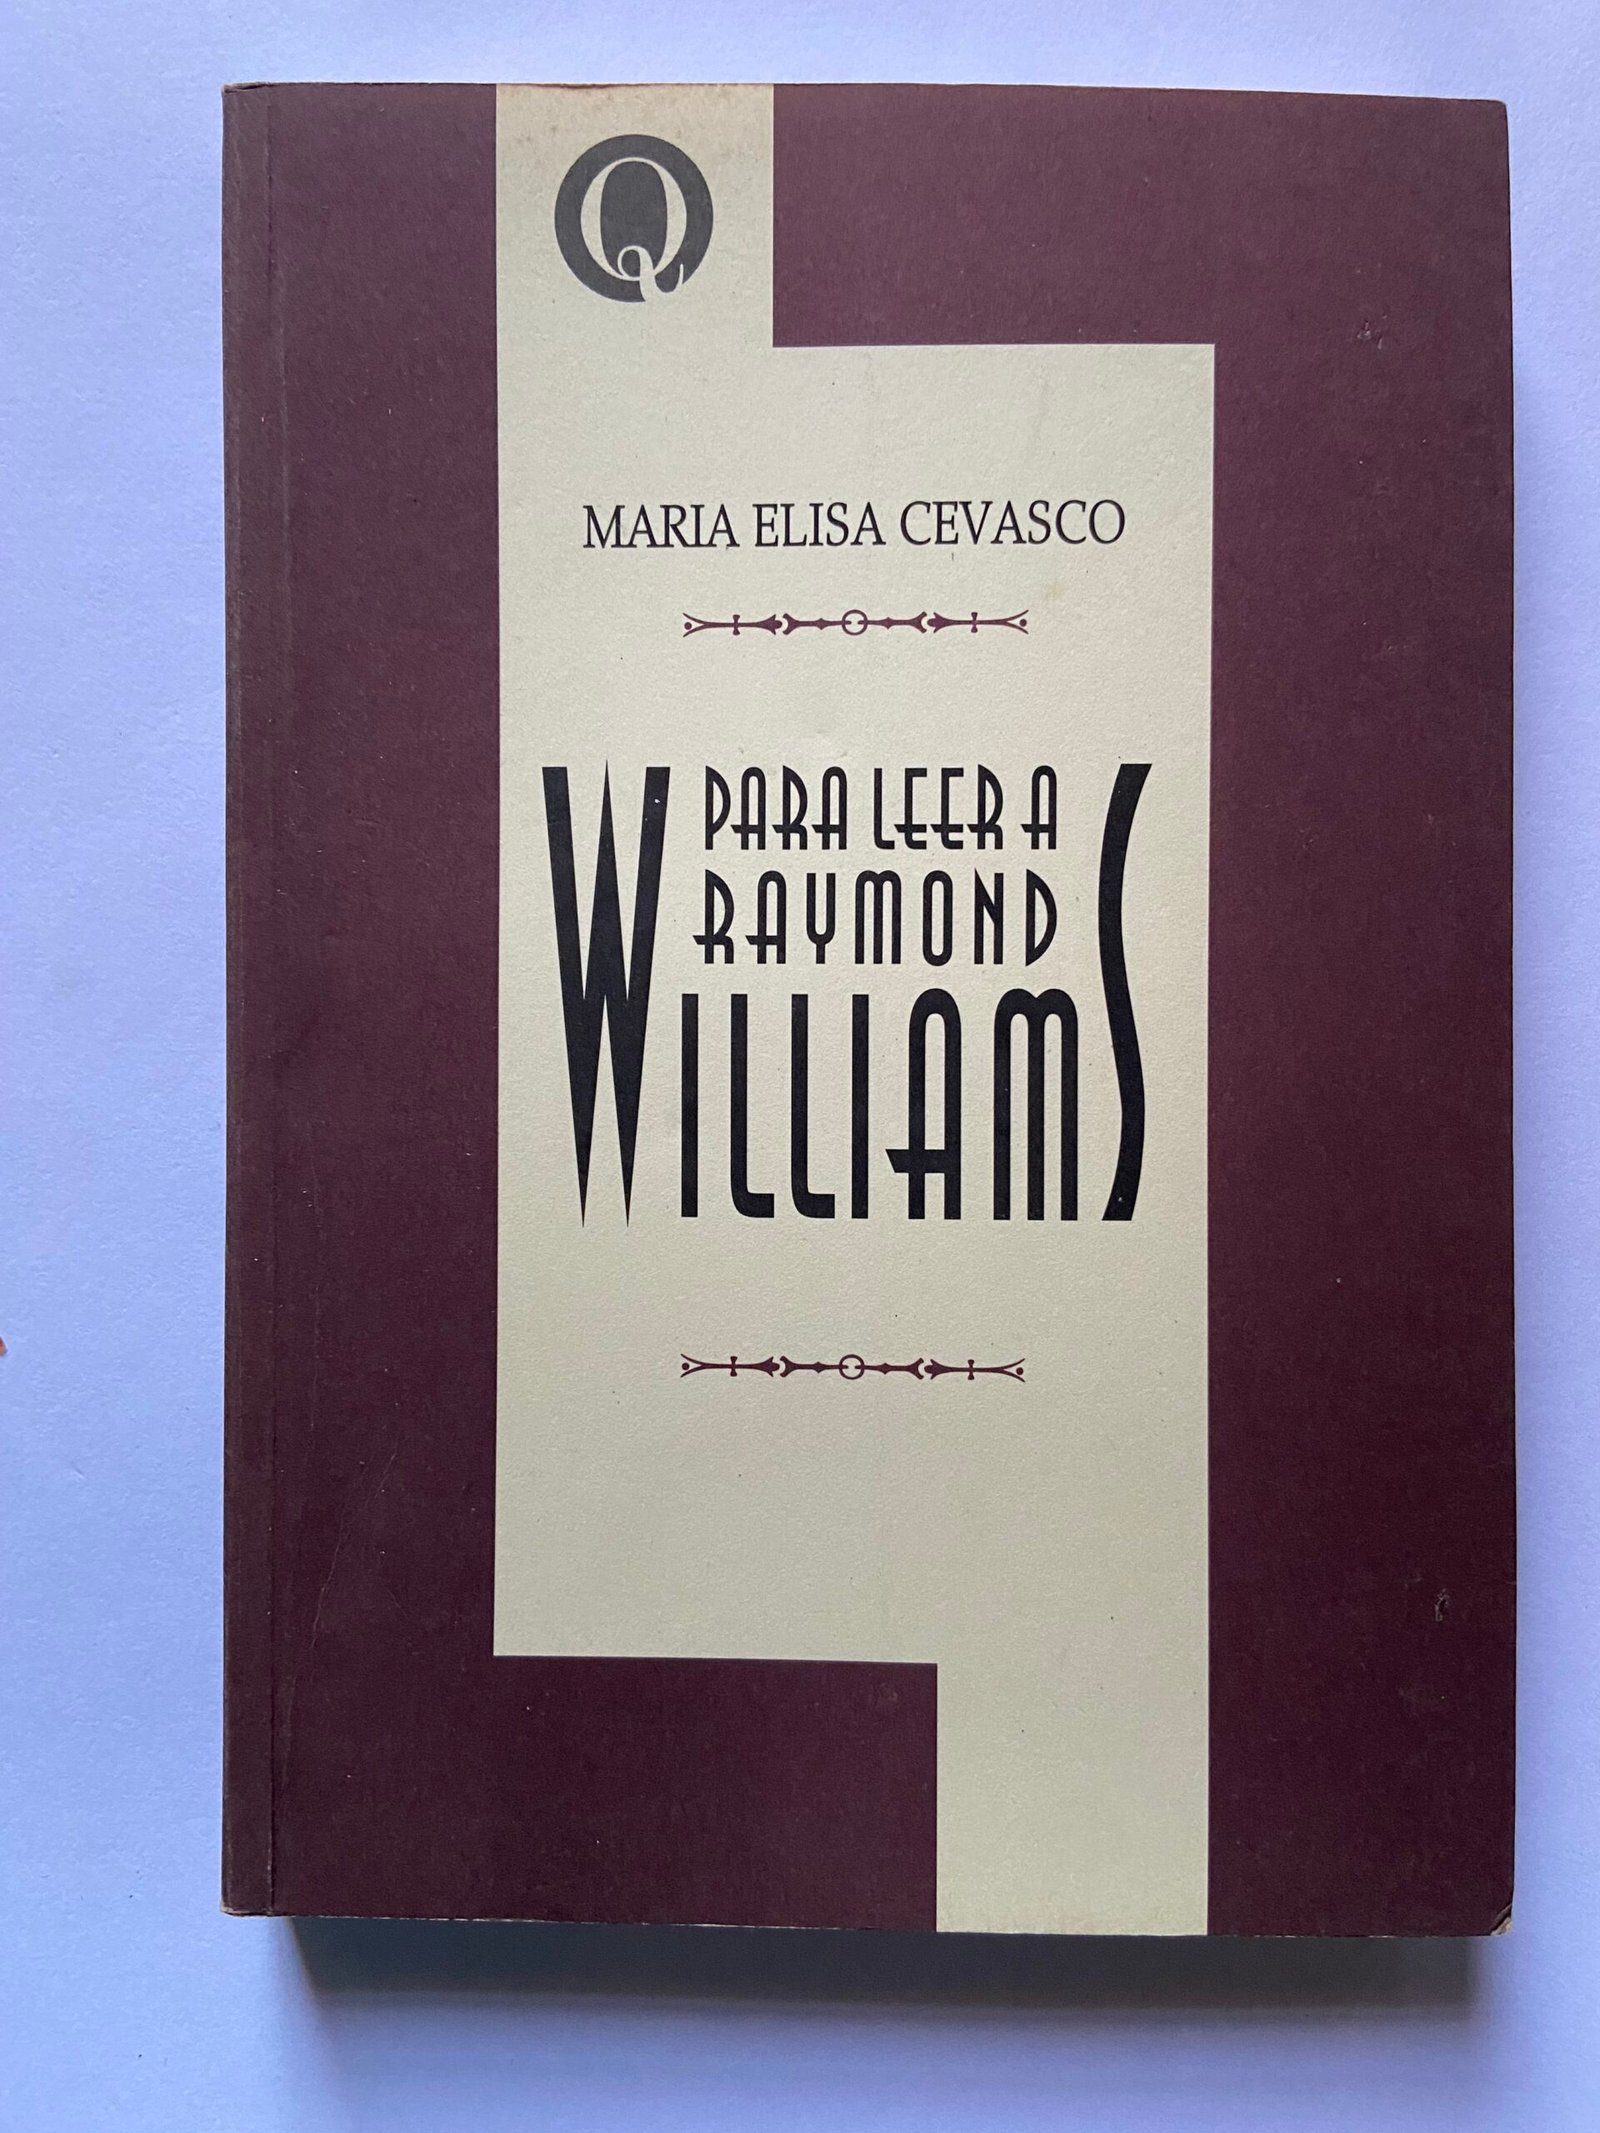 Q
MARIA ELISA CEVASCO
PARA LEER A
RAYMOND
WILLIAMS